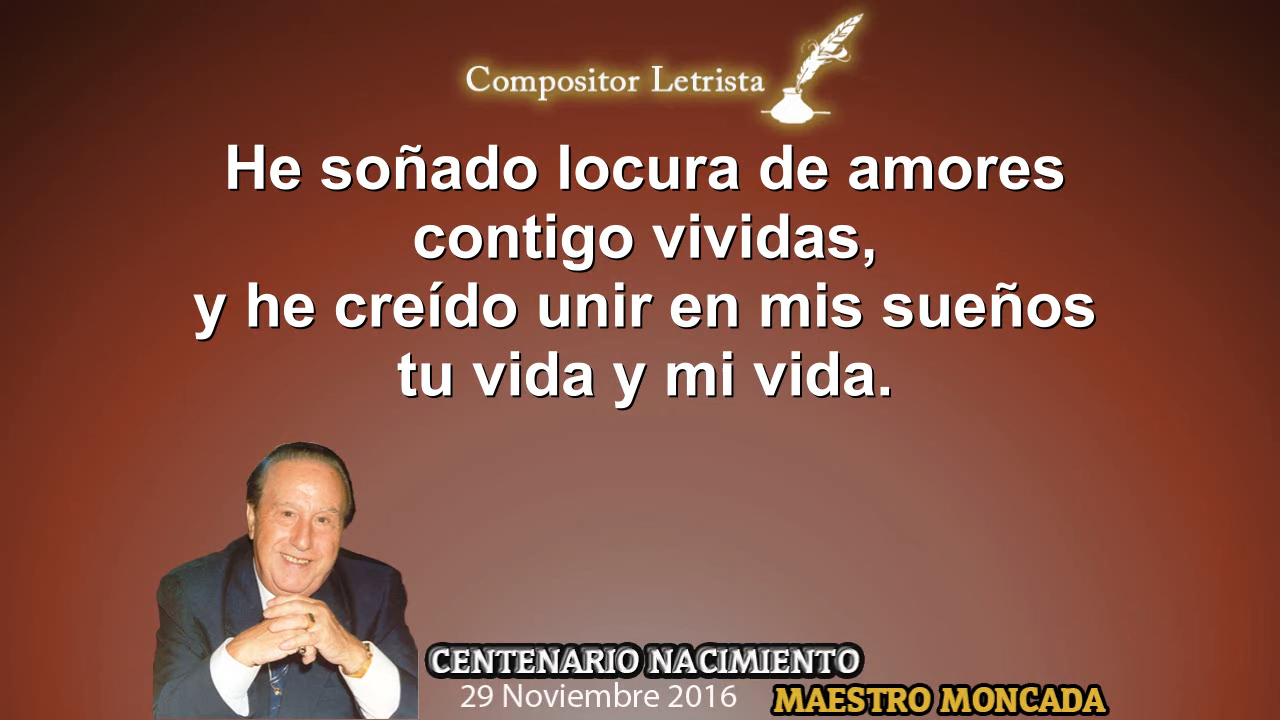 Compositor Letrista
He soñado locura de amores
contigo vividas,
y he creído unir en mis sueños
tu vida y mi vida.
CENTENARIO NACIMIENTO
29 Noviembre 2016
MAESTRO MONCADA